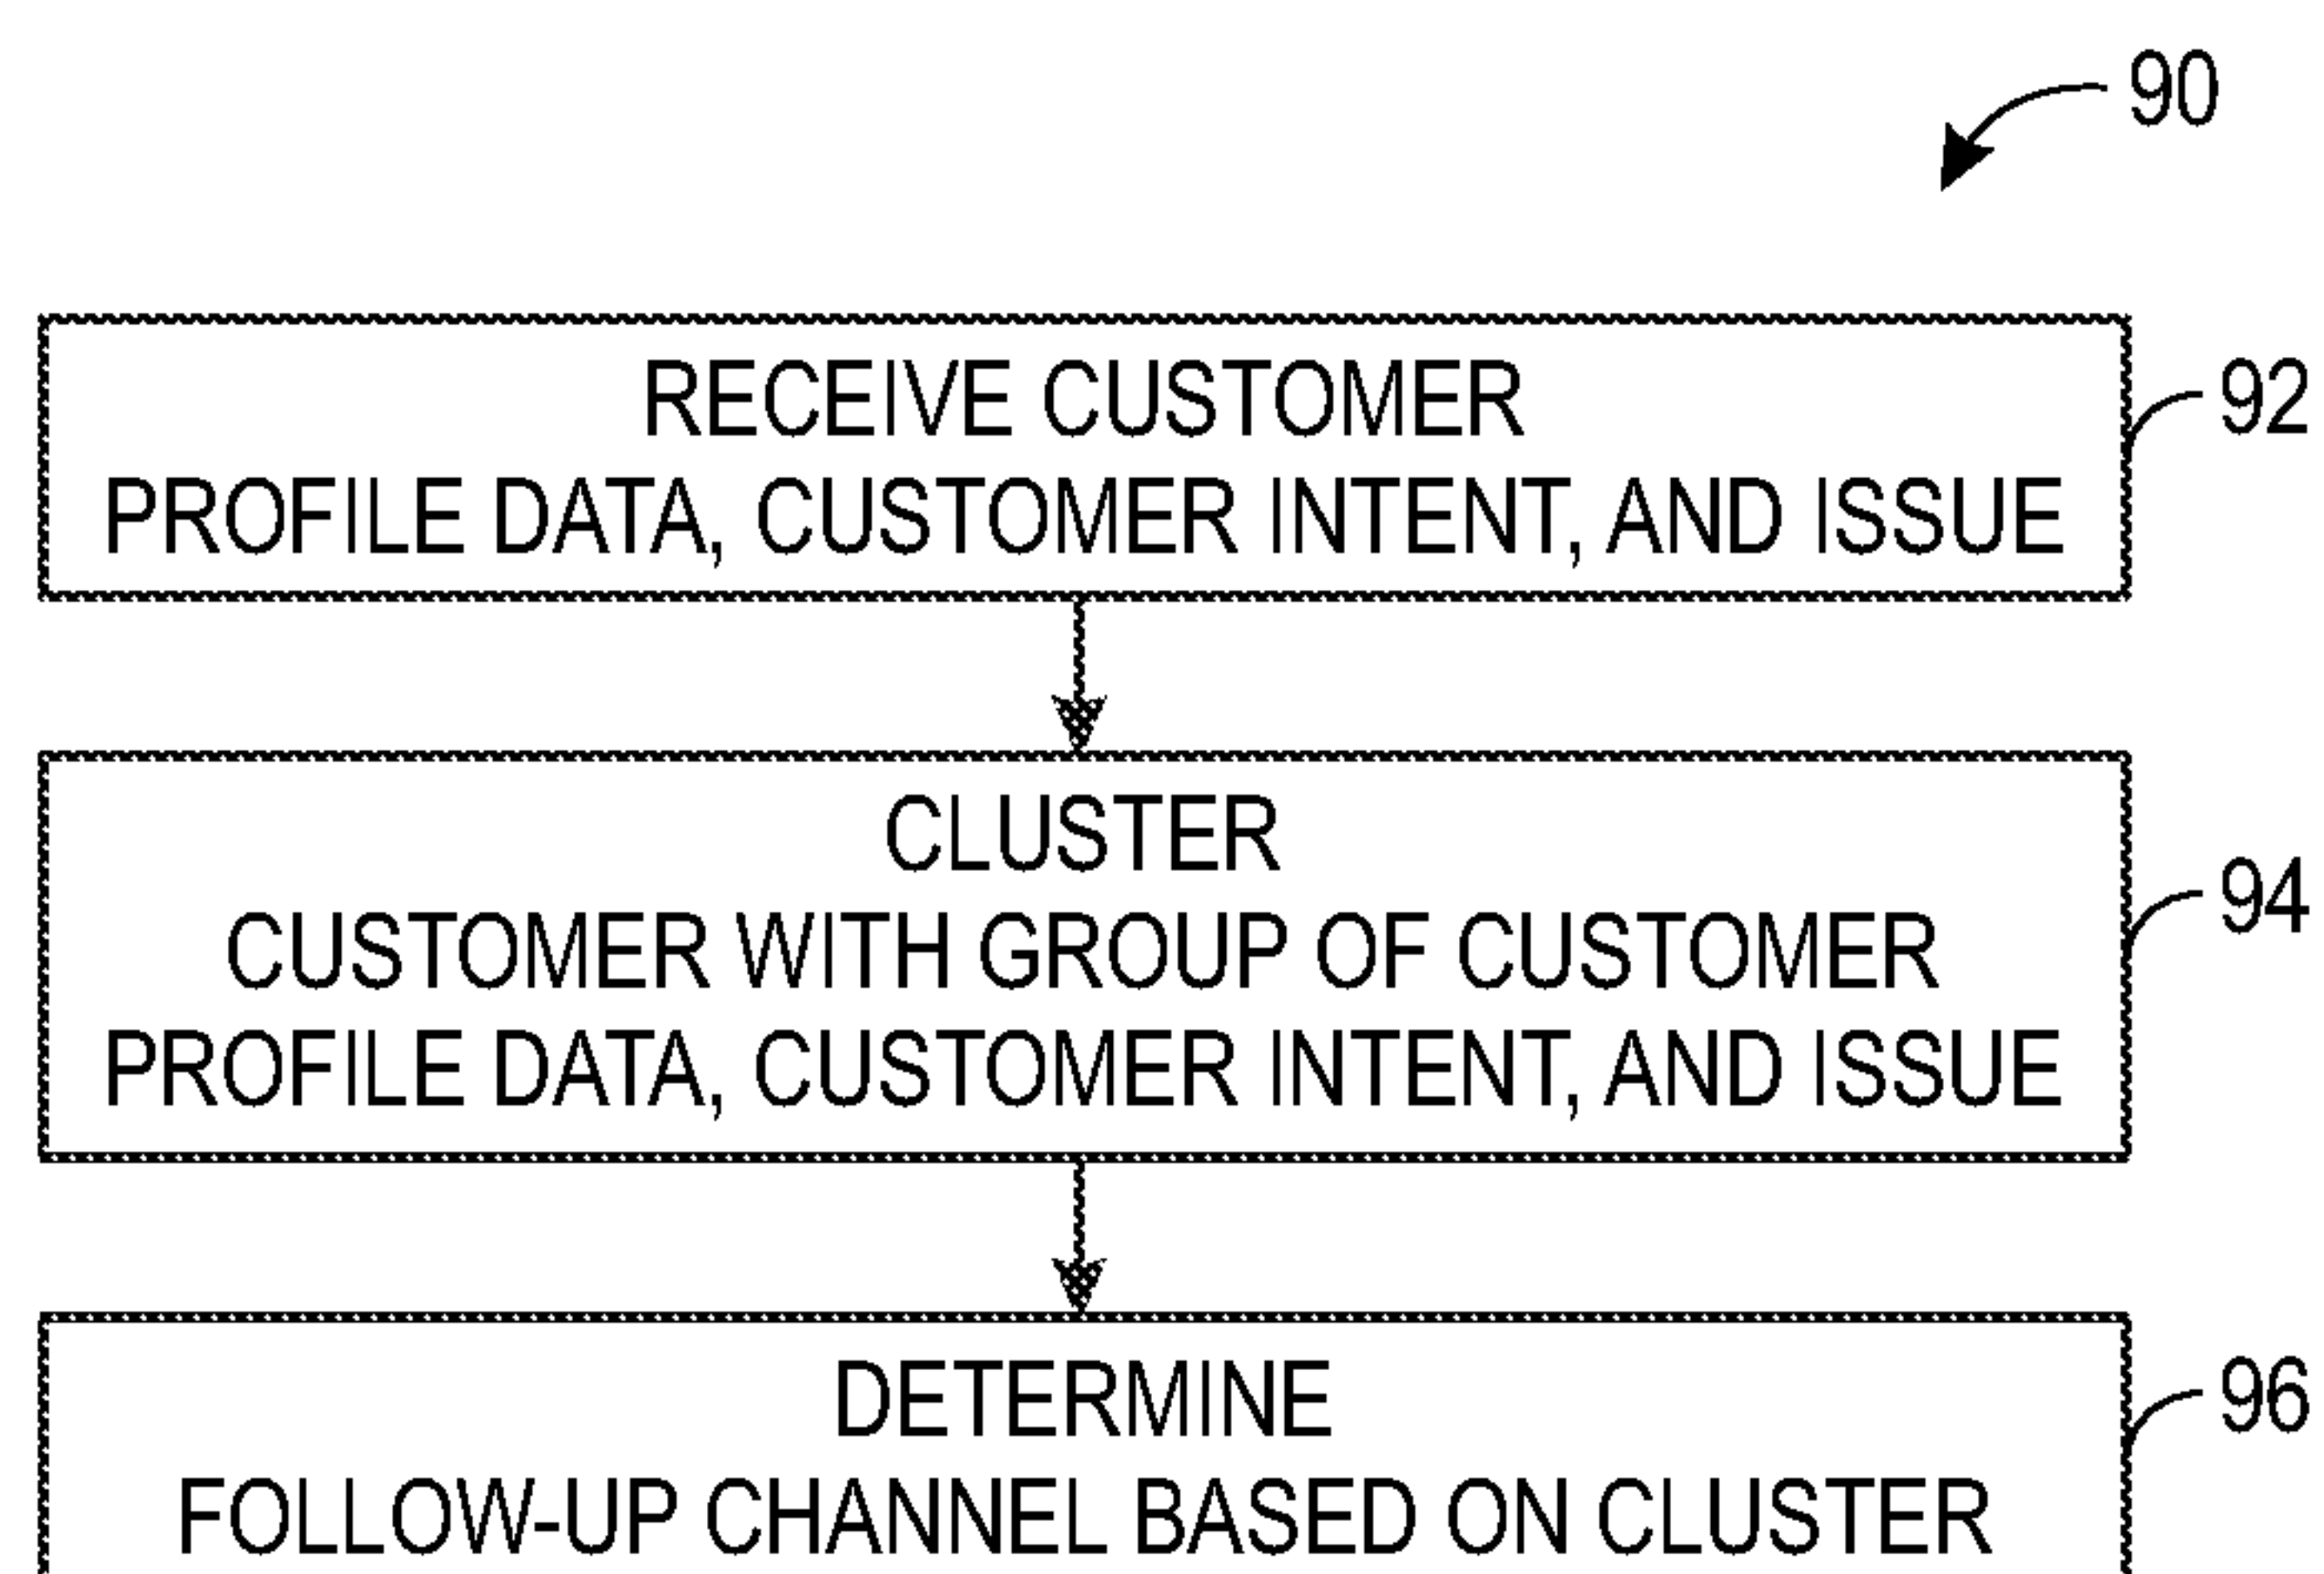 90
RECEIVE CUSTOMER
PROFILE DATA, CUSTOMER INTENT, AND ISSUE
92
CLUSTER
CUSTOMER WITH GROUP OF CUSTOMER
PROFILE DATA, CUSTOMER INTENT, AND ISSUE
94
DETERMINE
FOLLOW-UP CHANNEL BASED ON CLUSTER
96